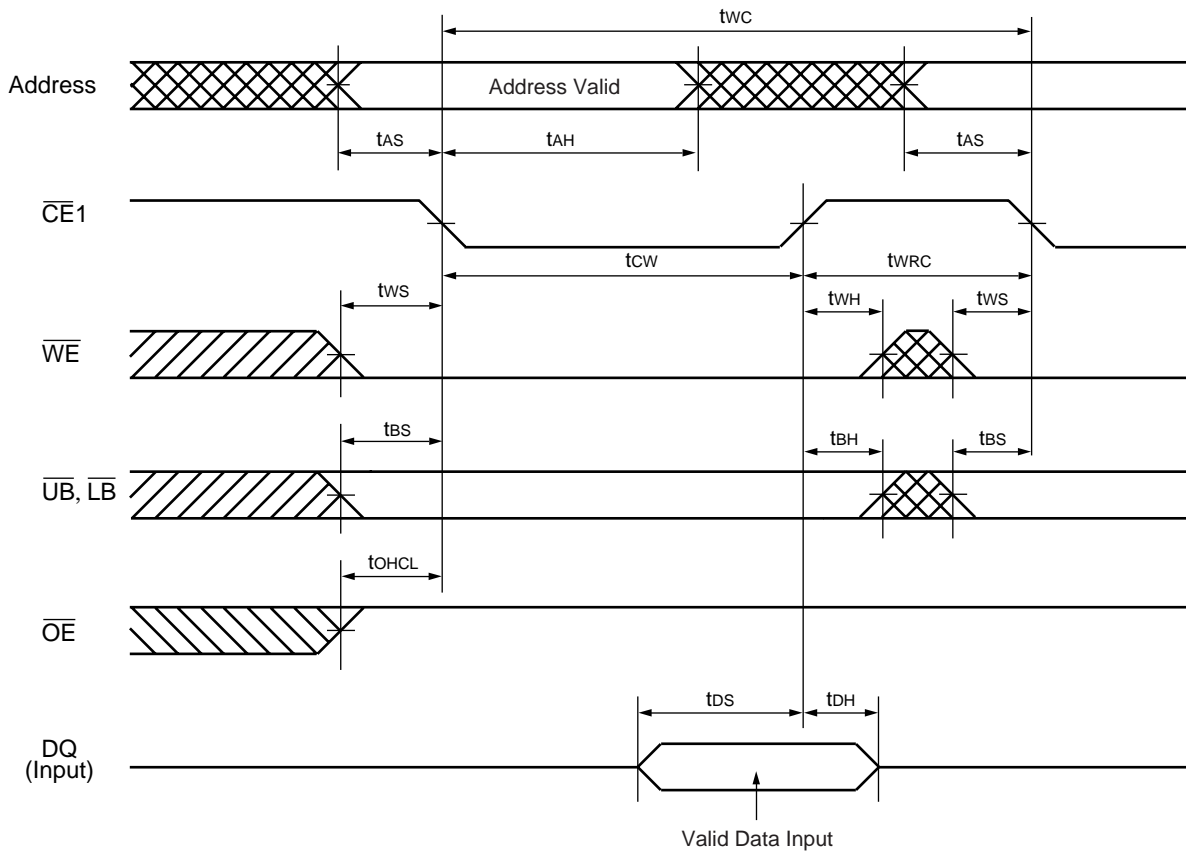 tWC
Address
Address Valid
tAS
tAH
tAS
CE1
tCW
tWRC
tWS
tWH
tWS
WE
tBS
tBH
tBS
UB, LB
tOHCL
OE
tDS
tDH
DQ
(Input)
Valid Data Input